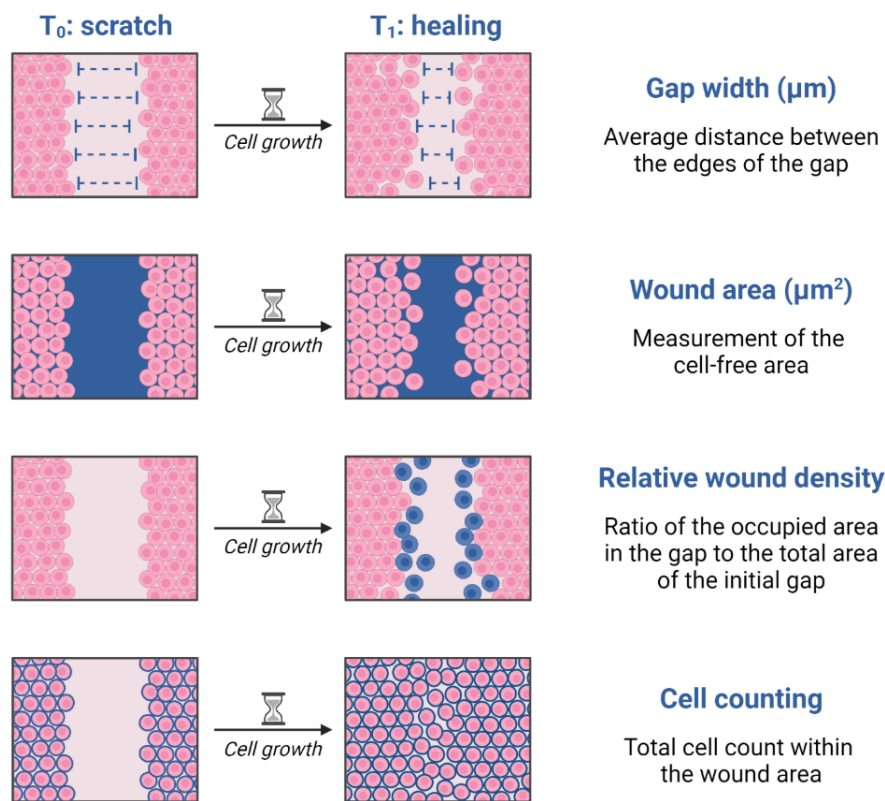 T₀: scratch
T₁: healing
Cell growth
Gap width (µm)
Average distance between
the edges of the gap
Cell growth
Wound area (µm²)
Measurement of the
cell-free area
Cell growth
Relative wound density
Ratio of the occupied area
in the gap to the total area
of the initial gap
Cell growth
Cell counting
Total cell count within
the wound area